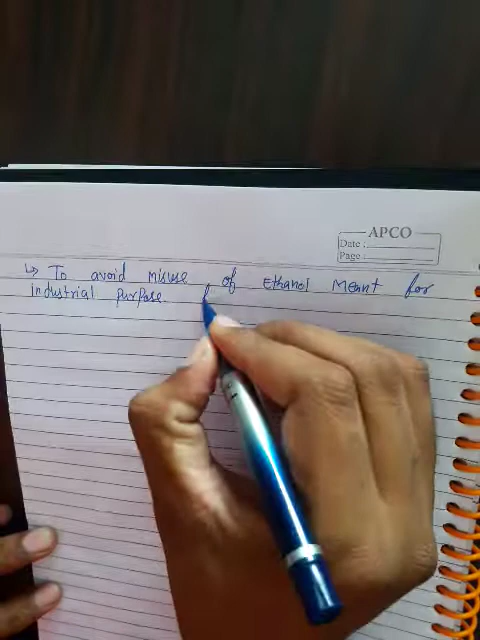 APCO
Date :
Page :
↳ To avoid misuse of Ethanol Meant for
industrial purpose